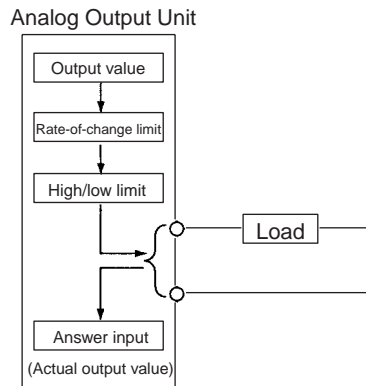 Analog Output Unit
Output value
Rate-of-change limit
High/low limit
Load
Answer input
(Actual output value)